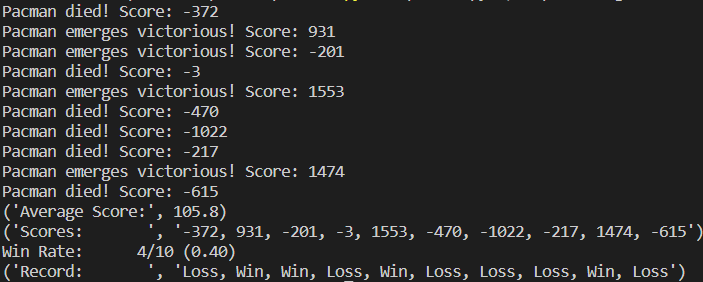 Pacman died! Score: -372
Pacman emerges victorious! Score: 931
Pacman emerges victorious! Score: -201
Pacman died! Score: -3
Pacman emerges victorious! Score: 1553
Pacman died! Score: -470
Pacman died! Score: -1022
Pacman died! Score: -217
Pacman emerges victorious! Score: 1474
Pacman died! Score: -615
('Average Score:', 105.8)
('Scores:       ', '-372, 931, -201, -3, 1553, -470, -1022, -217, 1474, -615')
Win Rate:      4/10 (0.40)
('Record:       ', 'Loss, Win, Win, Loss, Win, Loss, Loss, Loss, Win, Loss')